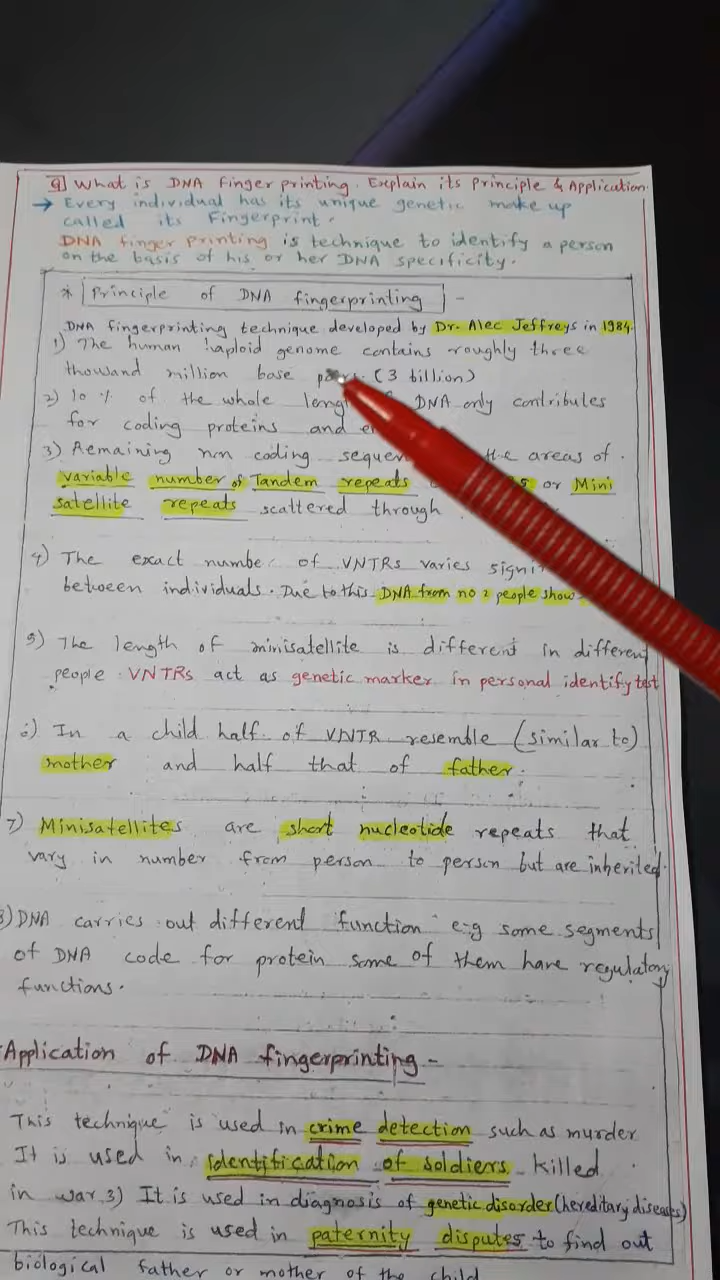 Q] What is DNA finger printing. Explain its Principle & Application.
→ Every individual has its unique genetic make up
called its Fingerprint.
DNA finger printing is technique to identify a person
on the basis of his or her DNA specificity.
* Principle of DNA fingerprinting -
DNA fingerprinting technique developed by Dr. Alec Jeffreys in 1984.
1) The human haploid genome contains roughly three
thousand million base (3 billion)
2) 10 % of the whole DNA only contributes
for coding proteins and
3) Remaining non coding the areas of
variable number of Tandem repeats or Mini
satellite repeats scattered through
4) The exact number of VNTRs varies
between individuals. Due to this DNA from no 2 people show
5) The length of minisatellite is different in different
people VNTRs act as genetic marker in personal identify test
6) In a child half of VNTR resemble (similar to)
mother and half that of father.
7) Minisatellites are short nucleotide repeats that
vary in number from person to person but are inherited.
8) DNA carries out different function e.g some segments
of DNA code for protein some of them have regulatory
functions.
Application of DNA fingerprinting -
This technique is used in crime detection such as murder
It is used in identification of soldiers killed
in war 3) It is used in diagnosis of genetic disorder (hereditary diseases)
This technique is used in paternity disputes to find out
biological father or mother of the child